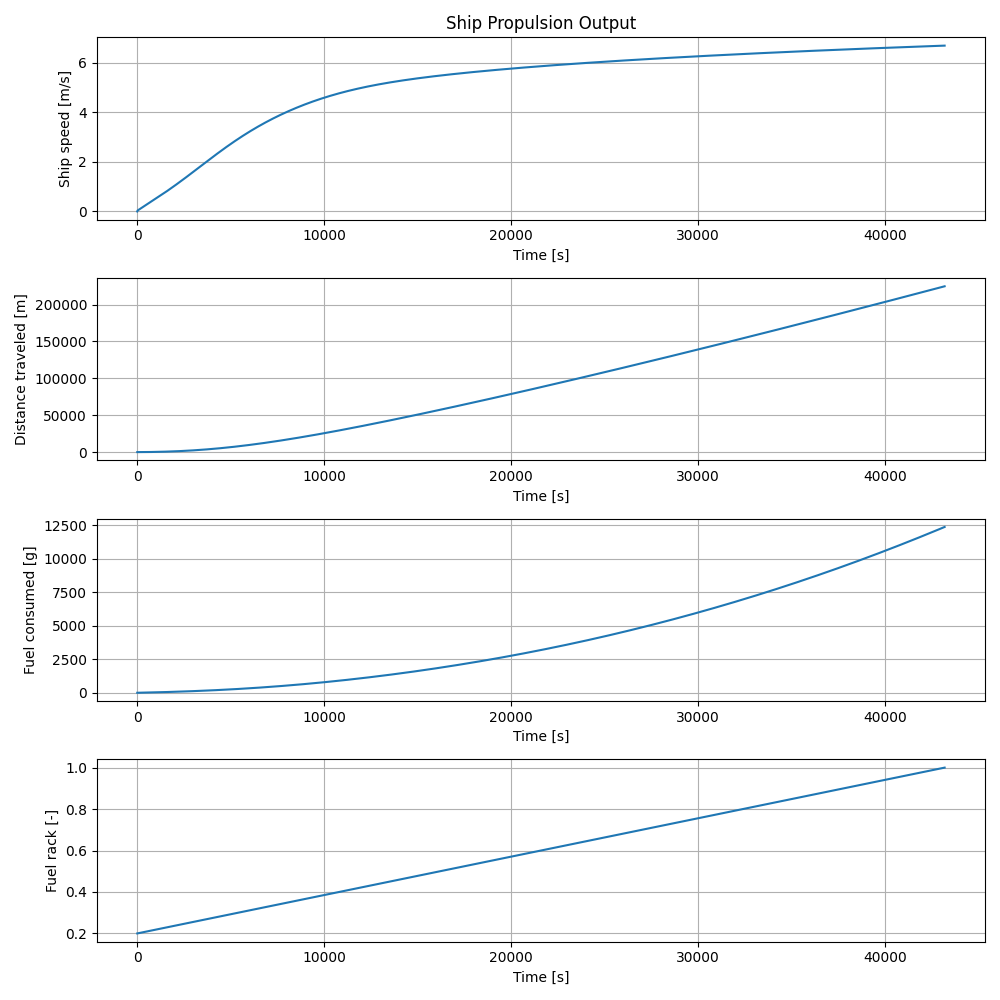 Ship Propulsion Output
Ship speed [m/s]
6
4
2
0
0 10000 20000 30000 40000
Time [s]
Distance traveled [m]
200000
150000
100000
50000
0
0 10000 20000 30000 40000
Time [s]
Fuel consumed [g]
12500
10000
7500
5000
2500
0
0 10000 20000 30000 40000
Time [s]
Fuel rack [-]
1.0
0.8
0.6
0.4
0.2
0 10000 20000 30000 40000
Time [s]